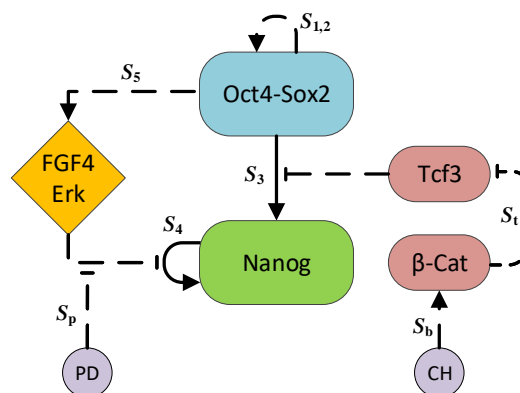 S1,2
S5
Oct4-Sox2
FGF4
Erk
S3
Tcf3
S4
St
Nanog
β-Cat
Sp
Sb
PD
CH